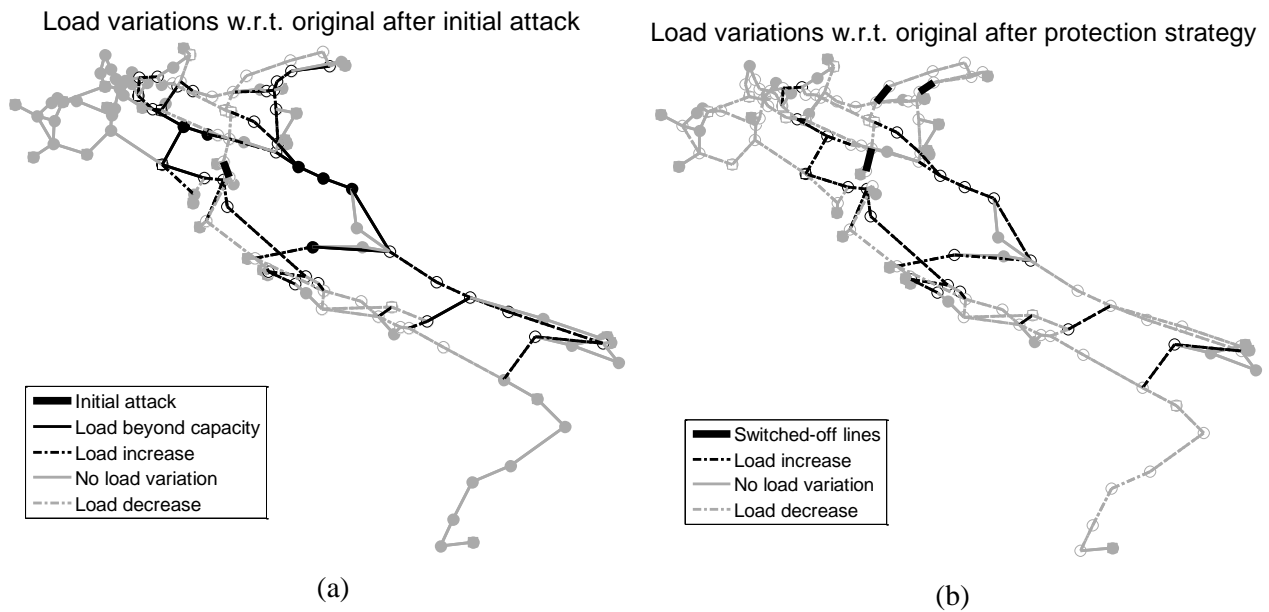 Load variations w.r.t. original after initial attack
Initial attack
Load beyond capacity
Load increase
No load variation
Load decrease
(a)
Load variations w.r.t. original after protection strategy
Switched-off lines
Load increase
No load variation
Load decrease
(b)